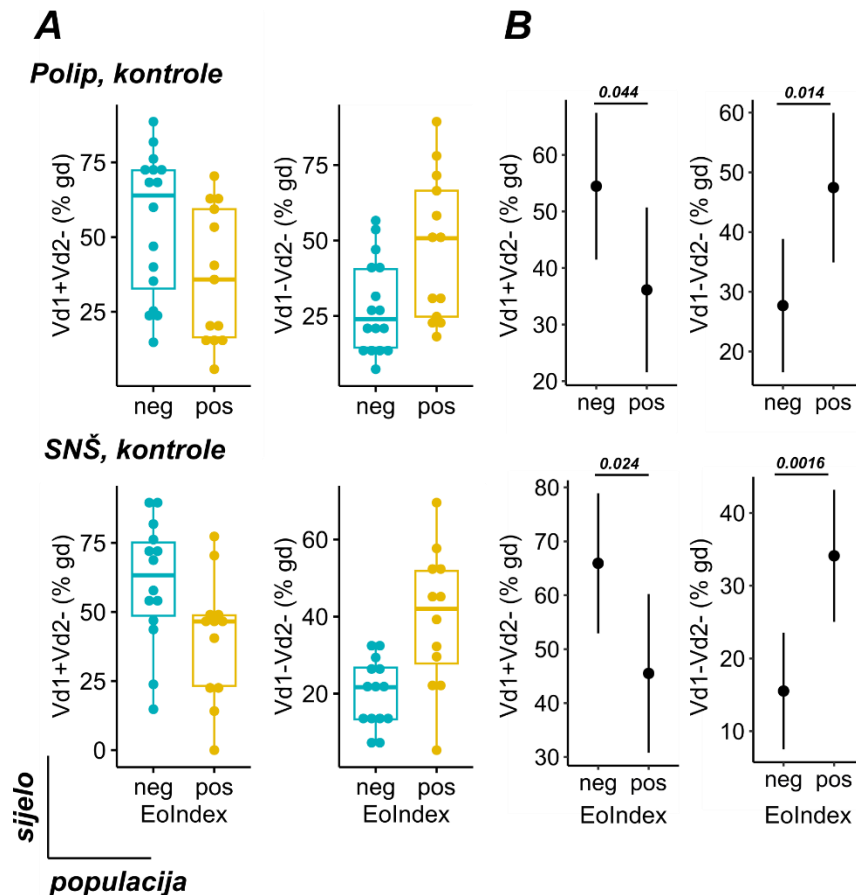 A
B
Polip, kontrole
Vd1+Vd2- (% gd)
75
50
25
neg pos
Vd1-Vd2- (% gd)
75
50
25
neg pos
0.044
Vd1+Vd2- (% gd)
60
50
40
30
20
neg pos
0.014
Vd1-Vd2- (% gd)
60
50
40
30
20
neg pos
SNŠ, kontrole
Vd1+Vd2- (% gd)
75
50
25
0
neg pos
EoIndex
Vd1-Vd2- (% gd)
60
40
20
neg pos
EoIndex
0.024
Vd1+Vd2- (% gd)
80
70
60
50
40
30
neg pos
EoIndex
0.0016
Vd1-Vd2- (% gd)
40
30
20
10
neg pos
EoIndex
sijelo
populacija